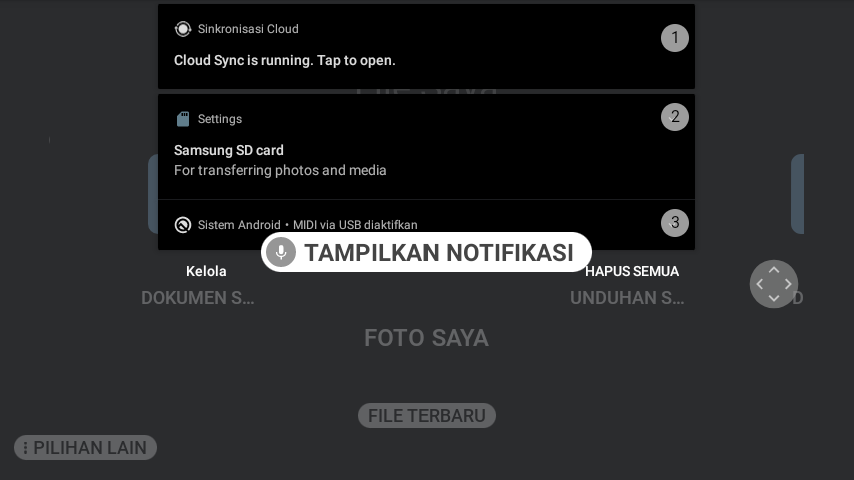 Sinkronisasi Cloud
1
Cloud Sync is running. Tap to open.
Settings
2
Samsung SD card
For transferring photos and media
Sistem Android • MIDI via USB diaktifkan
3
TAMPILKAN NOTIFIKASI
Kelola
HAPUS SEMUA
DOKUMEN S...
UNDUHAN S...
D
FOTO SAYA
FILE TERBARU
PILIHAN LAIN